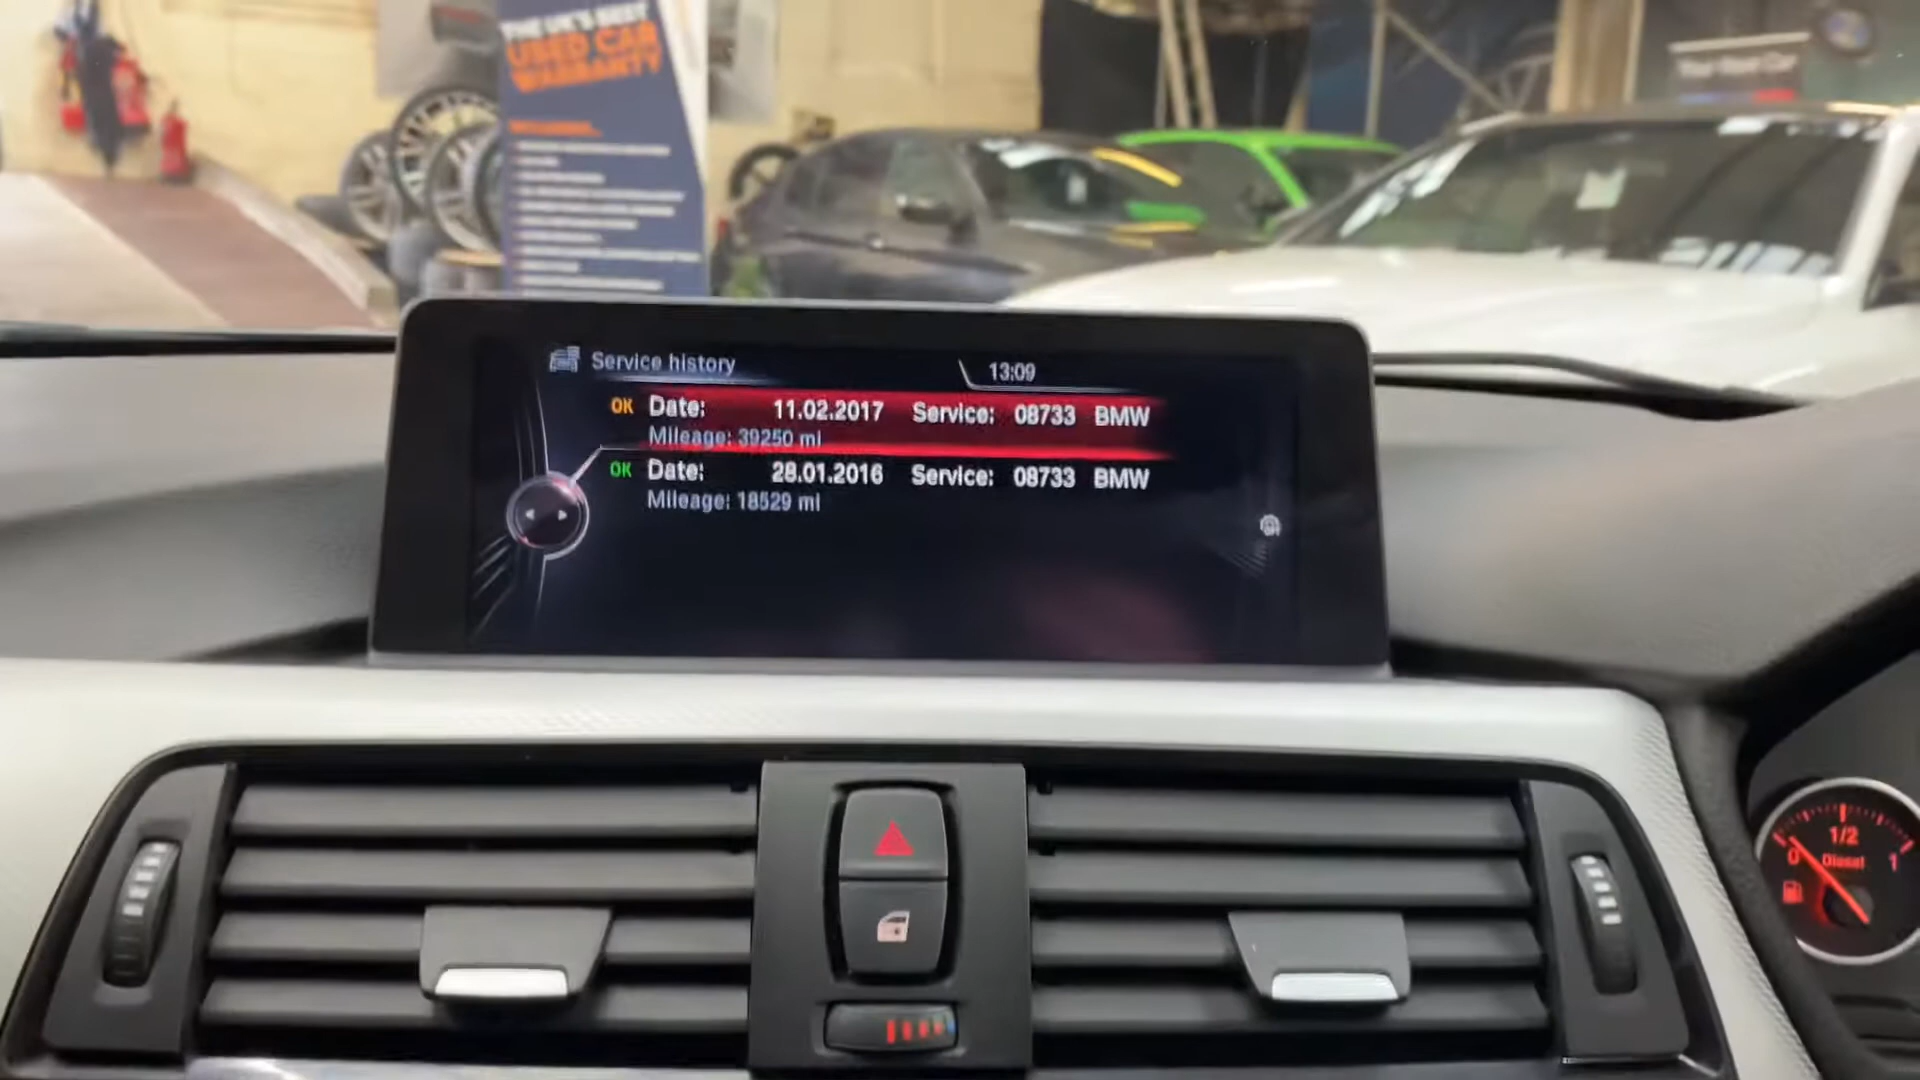 THE UK'S BEST
USED CAR
WARRANTY
Service history
13:09
OK Date: 11.02.2017 Service: 08733 BMW
Mileage: 39250 mi
OK Date: 28.01.2016 Service: 08733 BMW
Mileage: 18529 mi
1/2
0 Diesel 1